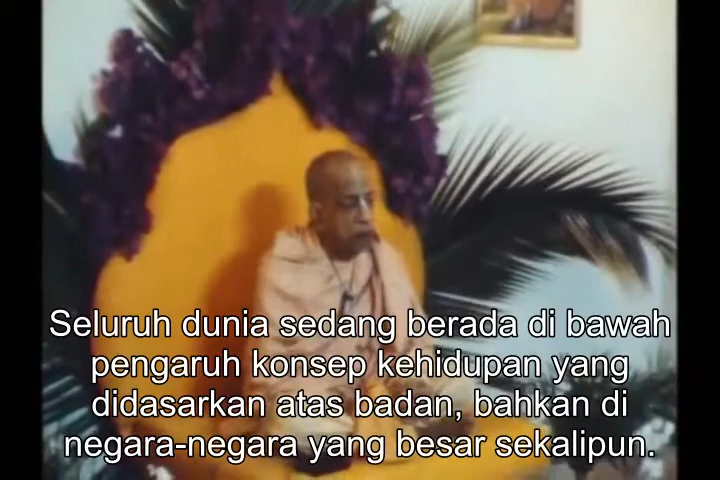 Seluruh dunia sedang berada di bawah
pengaruh konsep kehidupan yang
didasarkan atas badan, bahkan di
negara-negara yang besar sekalipun.